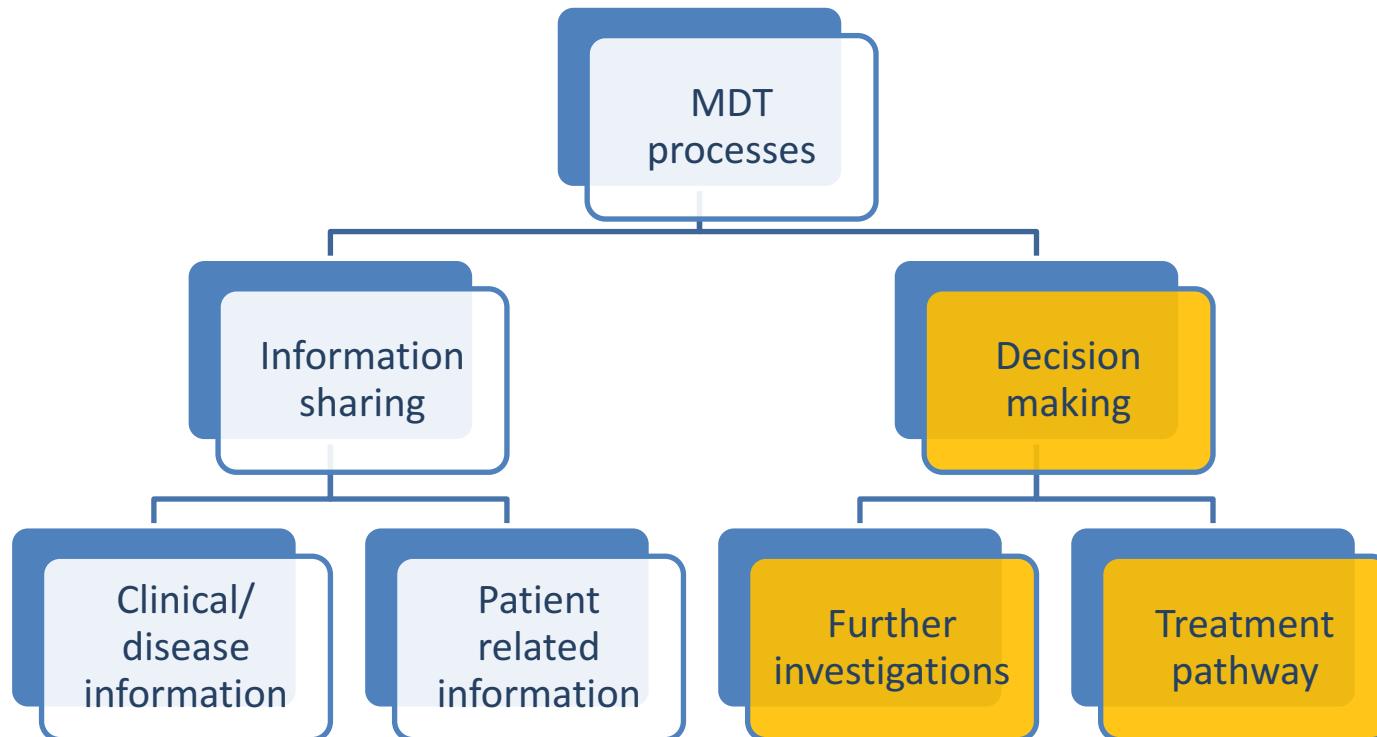 MDT
processes
Information
sharing
Decision
making
Clinical/
disease
information
Patient
related
information
Further
investigations
Treatment
pathway